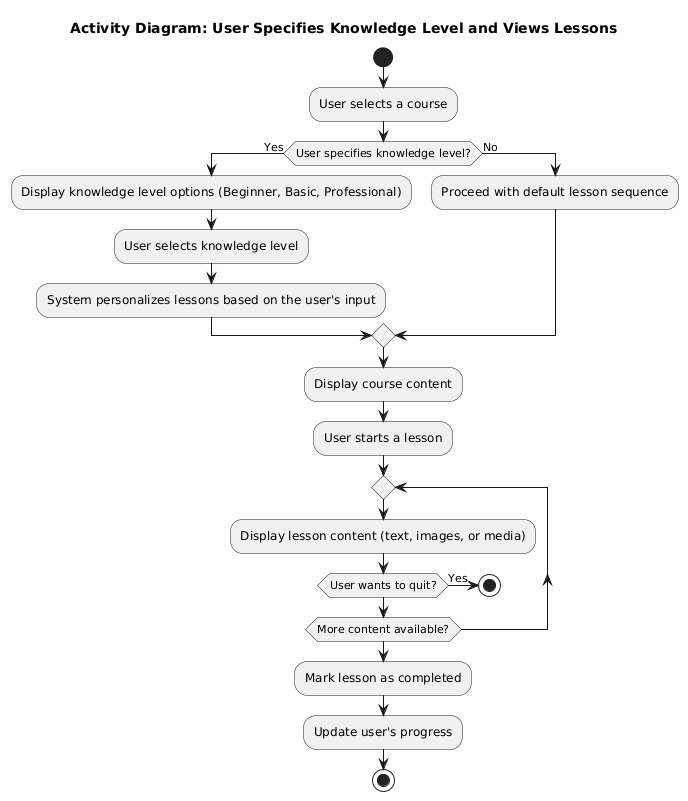 Activity Diagram: User Specifies Knowledge Level and Views Lessons
User selects a course
Yes
User specifies knowledge level?
No
Display knowledge level options (Beginner, Basic, Professional)
Proceed with default lesson sequence
User selects knowledge level
System personalizes lessons based on the user's input
Display course content
User starts a lesson
Display lesson content (text, images, or media)
User wants to quit?
Yes
More content available?
Mark lesson as completed
Update user's progress